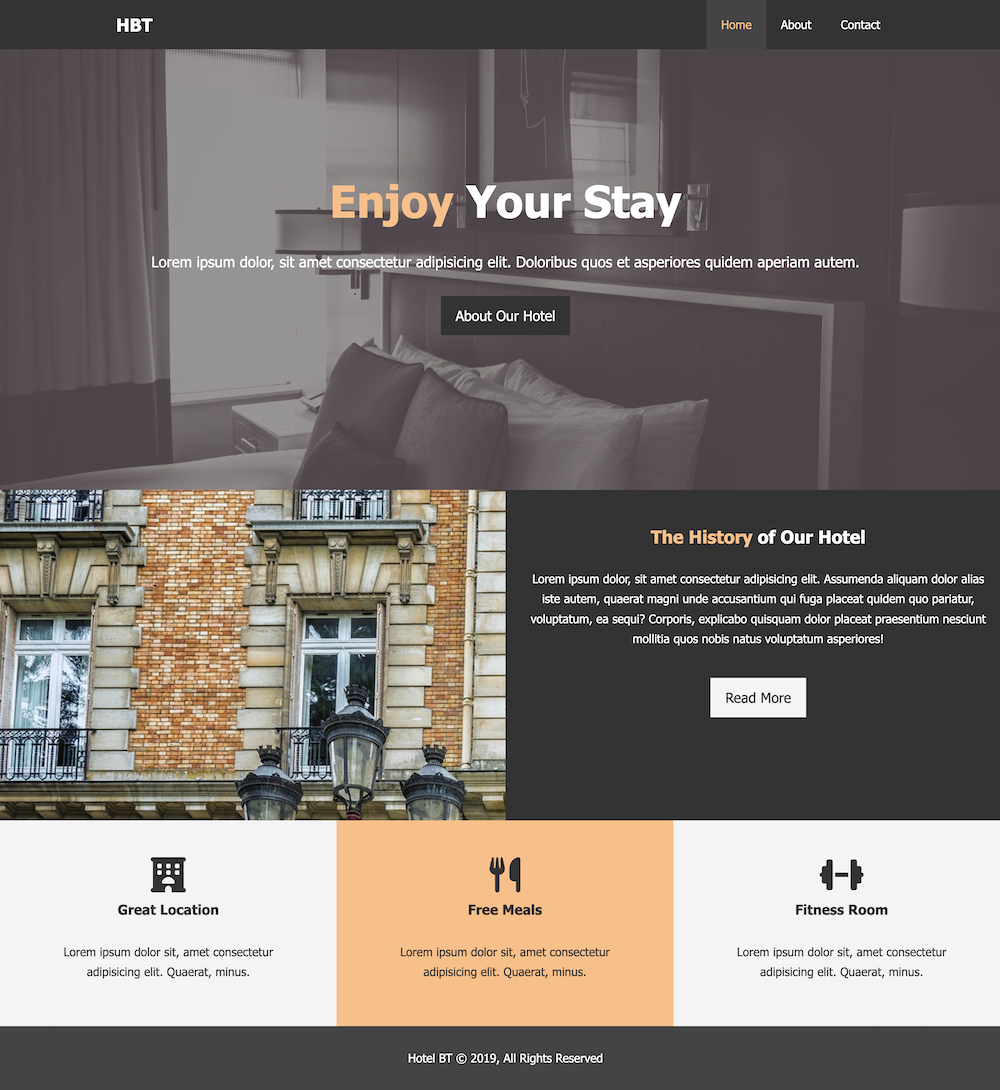 HBT
Home
About
Contact
Enjoy Your Stay
Lorem ipsum dolor, sit amet consectetur adipisicing elit. Doloribus quos et asperiores quidem aperiam autem.
About Our Hotel
The History of Our Hotel
Lorem ipsum dolor, sit amet consectetur adipisicing elit. Assumenda aliquam dolor alias
iste autem, quaerat magni unde accusantium qui fuga placeat quidem quo pariatur,
voluptatum, ea sequi? Corporis, explicabo quisquam dolor placeat praesentium nesciunt
mollitia quos nobis natus voluptatum asperiores!
Read More
Great Location
Lorem ipsum dolor sit, amet consectetur
adipisicing elit. Quaerat, minus.
Free Meals
Lorem ipsum dolor sit, amet consectetur
adipisicing elit. Quaerat, minus.
Fitness Room
Lorem ipsum dolor sit, amet consectetur
adipisicing elit. Quaerat, minus.
Hotel BT © 2019, All Rights Reserved